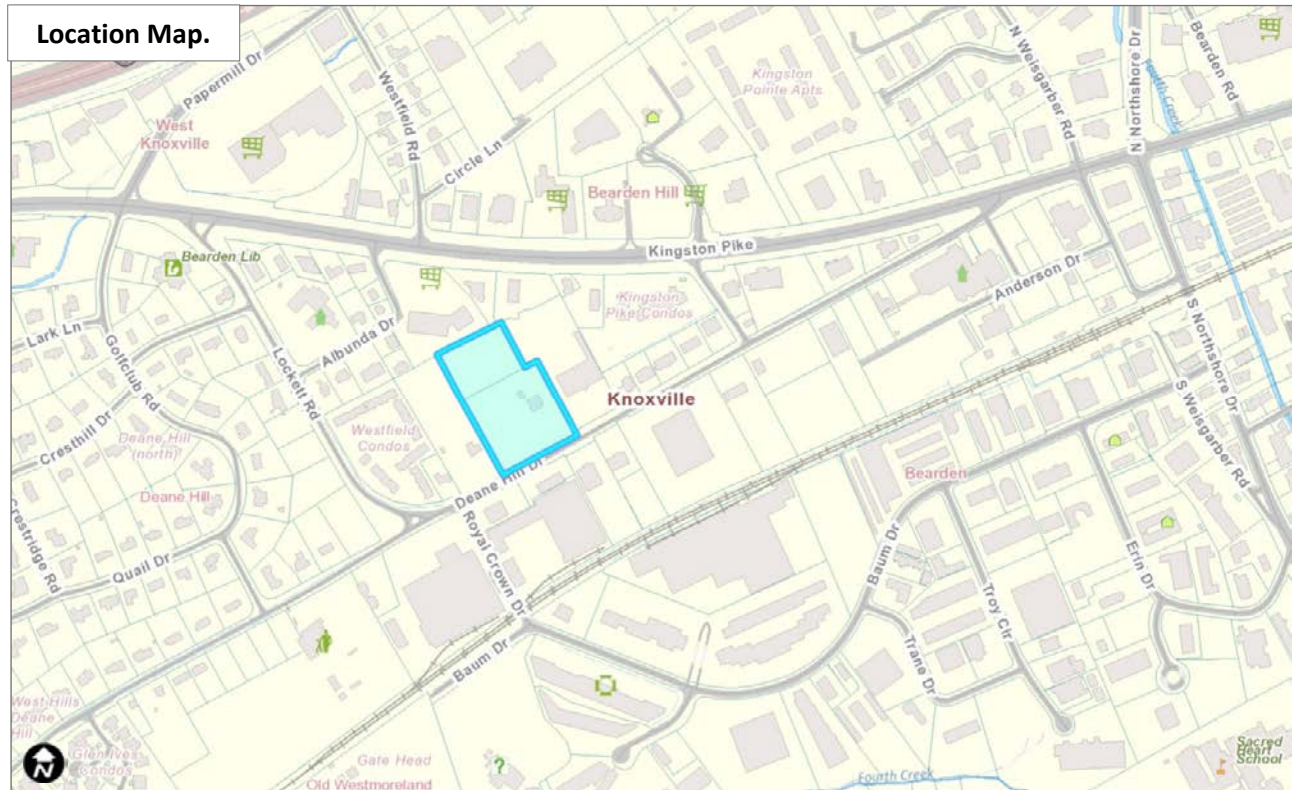 Location Map.
Papermill Dr
Westfield Rd
N Weisgarber Rd
N Northshore Dr
Bearden Rd
Fourth Creek
Kingston
Pointe Apts
West
Knoxville
Circle Ln
Bearden Hill
Kingston Pike
Bearden Lib
Kingston
Pike Condos
Anderson Dr
S Northshore Dr
Lark Ln
Golfclub Rd
Albunda Dr
Lockett Rd
Knoxville
S Weisgarber Rd
Cresthill Dr
Westfield
Condos
Deane Hill
(north)
Deane Hill
Deane Hill Dr
Bearden
Crestridge Rd
Quail Dr
Royal Crown Dr
Baum Dr
Erin Dr
Troy Cir
Baum Dr
Trane Dr
West Hills
Deane
Hill
Glen Ives
Condos
Gate Head
Old Westmoreland
Sacred
Heart
School
Fourth Creek
N